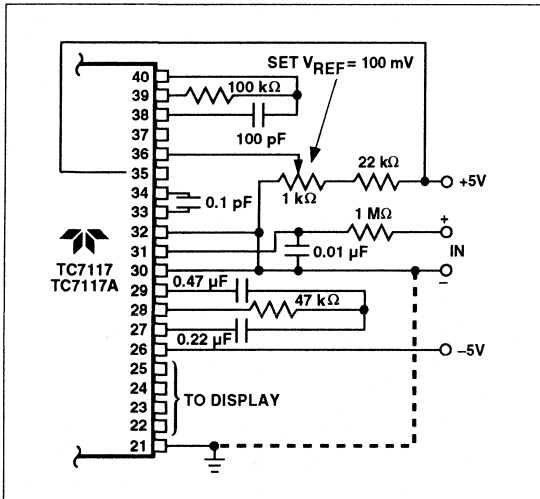 SET VREF = 100 mV
40
39
100 kΩ
38
100 pF
37
36
22 kΩ
35
+5V
1 kΩ
34
0.1 pF
33
1 MΩ
32
+
31
IN
TC7117
TC7117A
0.01 µF
30
–
0.47 µF
29
47 kΩ
28
27
0.22 µF
26
–5V
25
24
TO DISPLAY
23
22
21